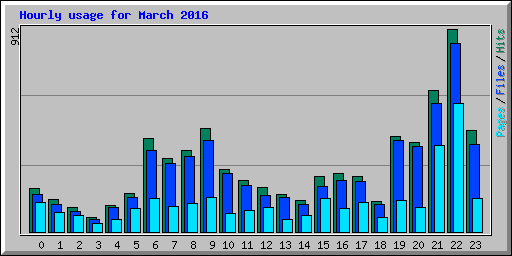 Hourly usage for March 2016
912
Pages/Files/Hits
0 1 2 3 4 5 6 7 8 9 10 11 12 13 14 15 16 17 18 19 20 21 22 23